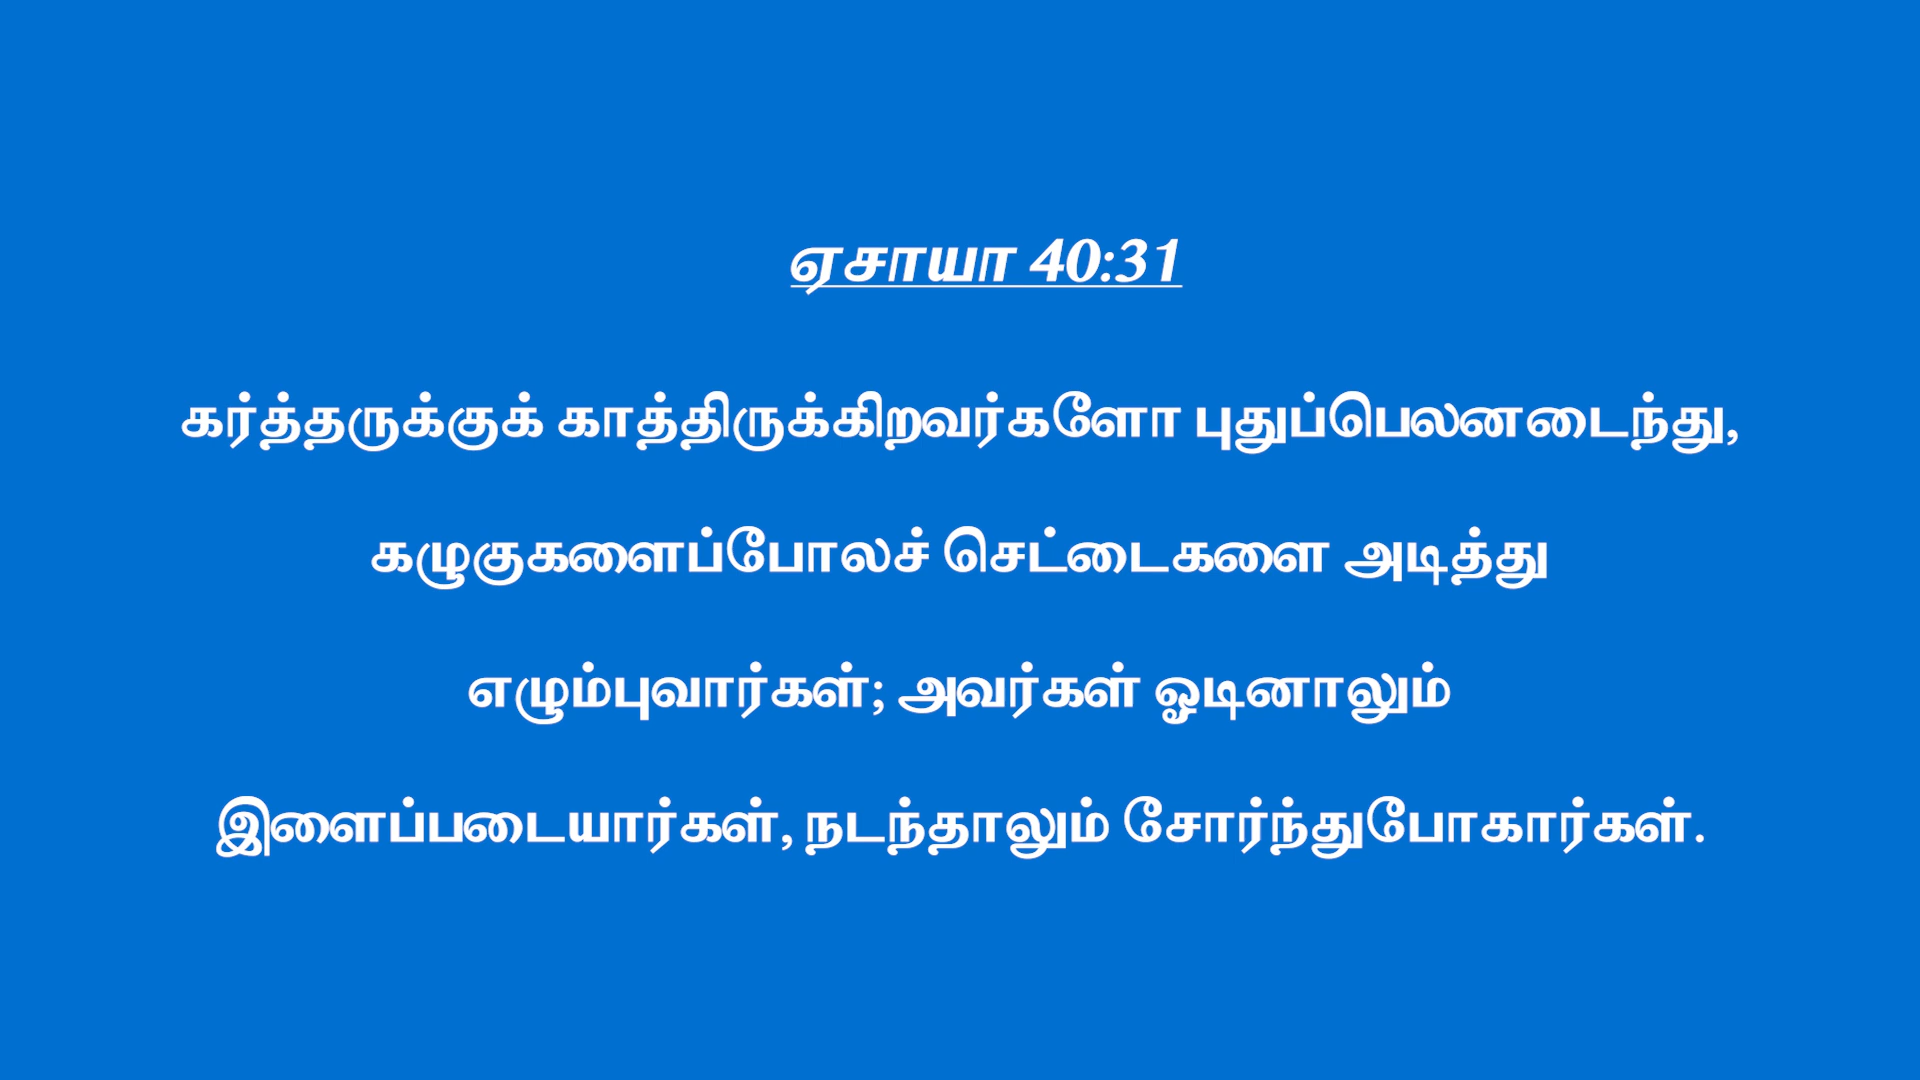 ஏசாயா 40:31
கர்த்தருக்குக் காத்திருக்கிறவர்களோ புதுப்பெலனடைந்து,
கழுகுகளைப்போலச் செட்டைகளை அடித்து
எழும்புவார்கள்; அவர்கள் ஓடினாலும்
இளைப்படையார்கள், நடந்தாலும் சோர்ந்துபோகார்கள்.